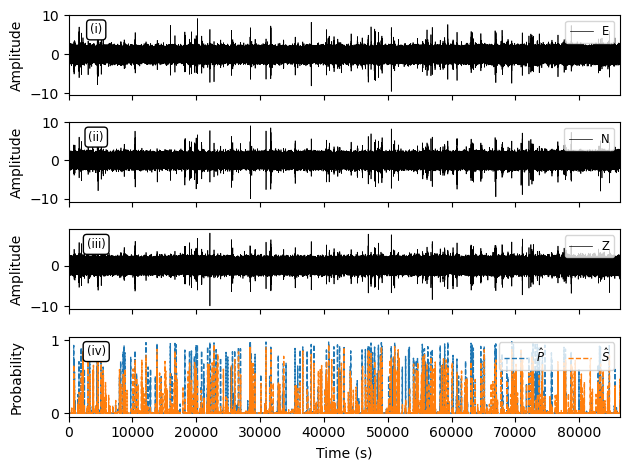 10
(i)
E
Amplitude
0
−10
10
(ii)
N
Amplitude
0
−10
(iii)
Z
Amplitude
0
−10
1
(iv)
P̂ Ŝ
Probability
0
0 10000 20000 30000 40000 50000 60000 70000 80000
Time (s)